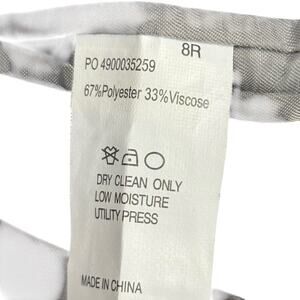 8R
PO 4900035259
67%Polyester 33%Viscose
DRY CLEAN ONLY
LOW MOISTURE
UTILITY PRESS
MADE IN CHINA